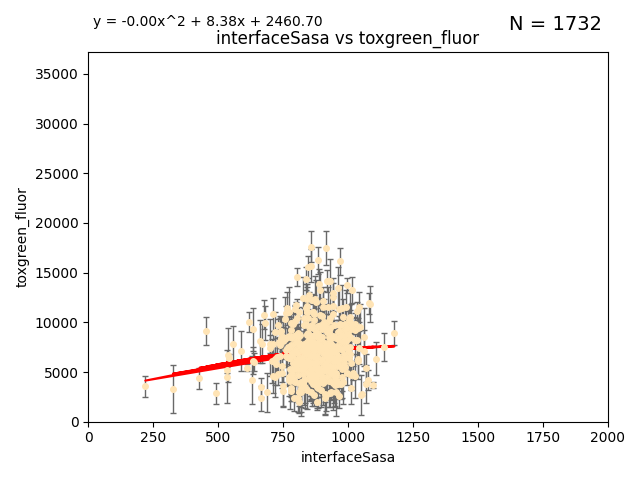 y = -0.00x^2 + 8.38x + 2460.70
N = 1732
interfaceSasa vs toxgreen_fluor
toxgreen_fluor
35000
30000
25000
20000
15000
10000
5000
0
0 250 500 750 1000 1250 1500 1750 2000
interfaceSasa